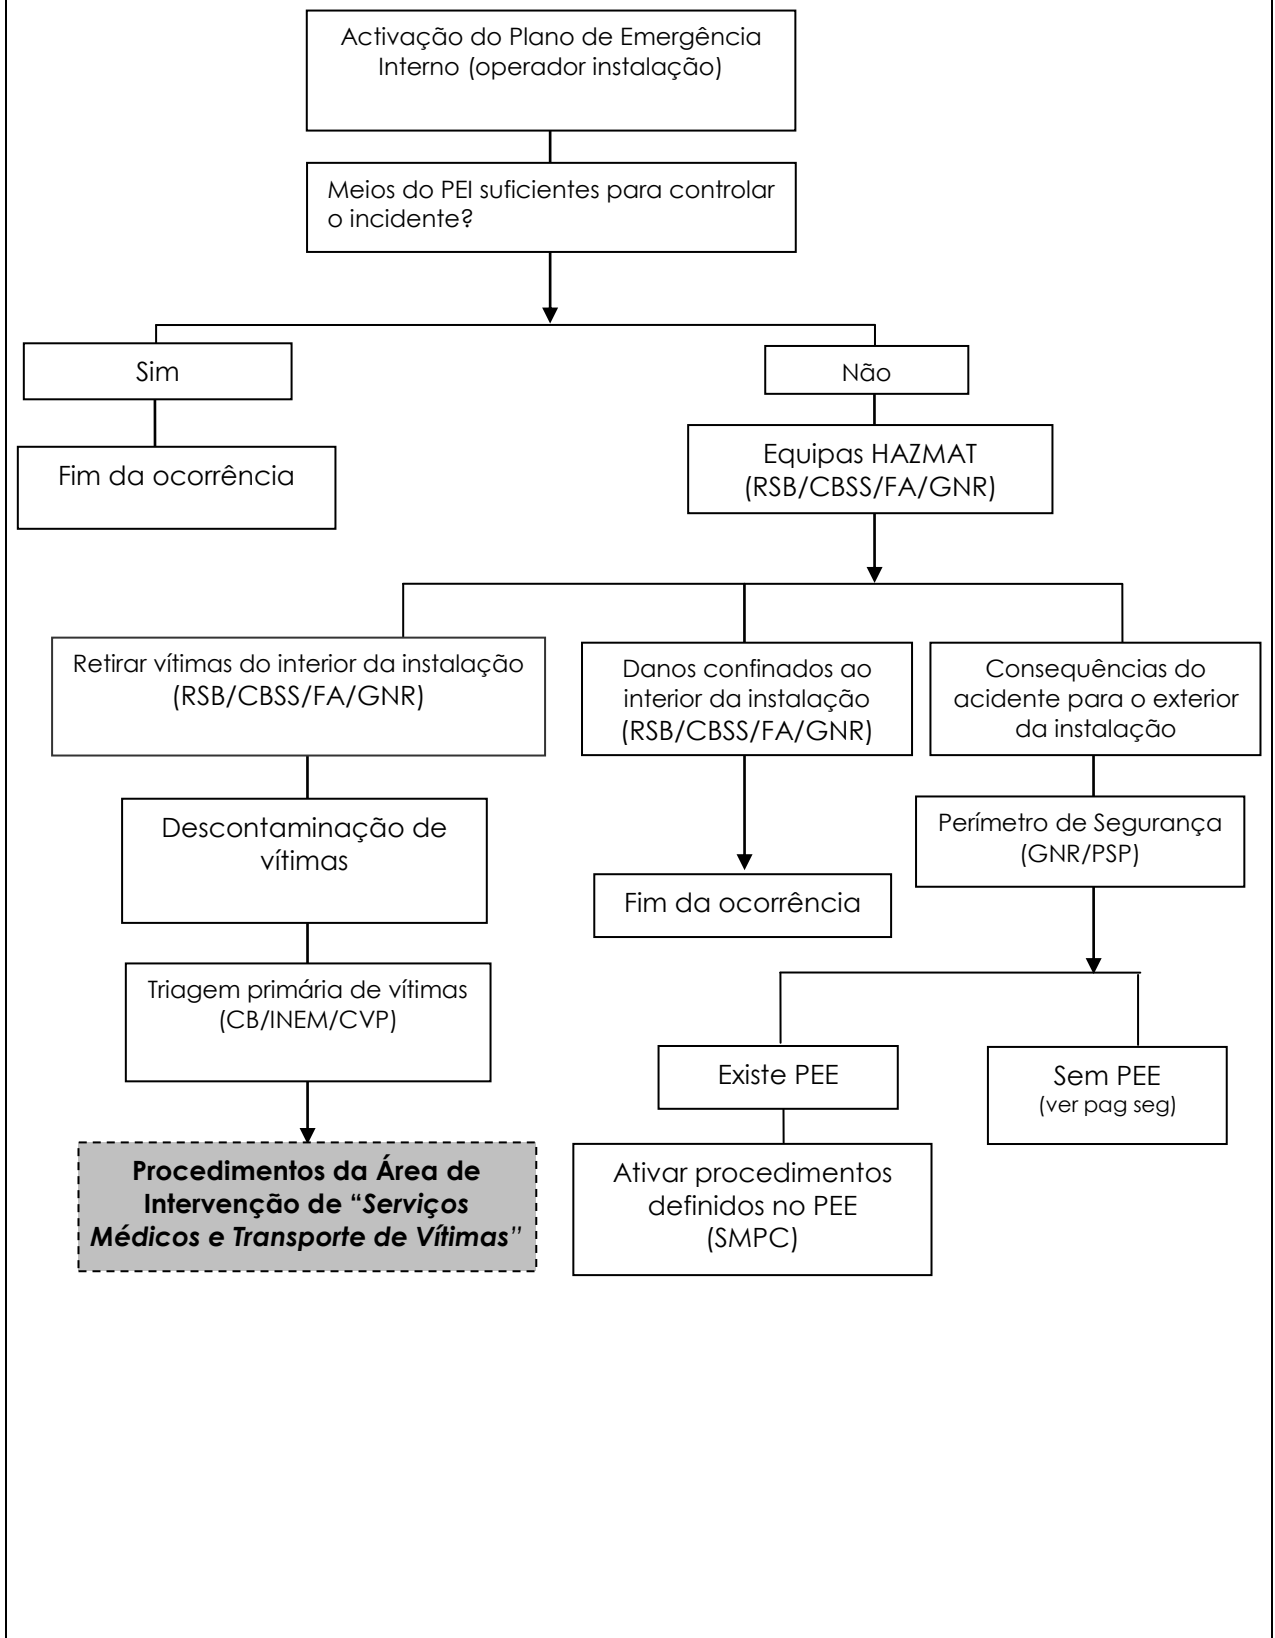 Activação do Plano de Emergência
Interno (operador instalação)
Meios do PEI suficientes para controlar
o incidente?
Sim
Não
Fim da ocorrência
Equipas HAZMAT
(RSB/CBSS/FA/GNR)
Retirar vítimas do interior da instalação
(RSB/CBSS/FA/GNR)
Danos confinados ao
interior da instalação
(RSB/CBSS/FA/GNR)
Consequências do
acidente para o exterior
da instalação
Descontaminação de
vítimas
Perímetro de Segurança
(GNR/PSP)
Fim da ocorrência
Triagem primária de vítimas
(CB/INEM/CVP)
Existe PEE
Sem PEE
(ver pag seg)
Procedimentos da Área de
Intervenção de “Serviços
Médicos e Transporte de Vítimas”
Ativar procedimentos
definidos no PEE
(SMPC)